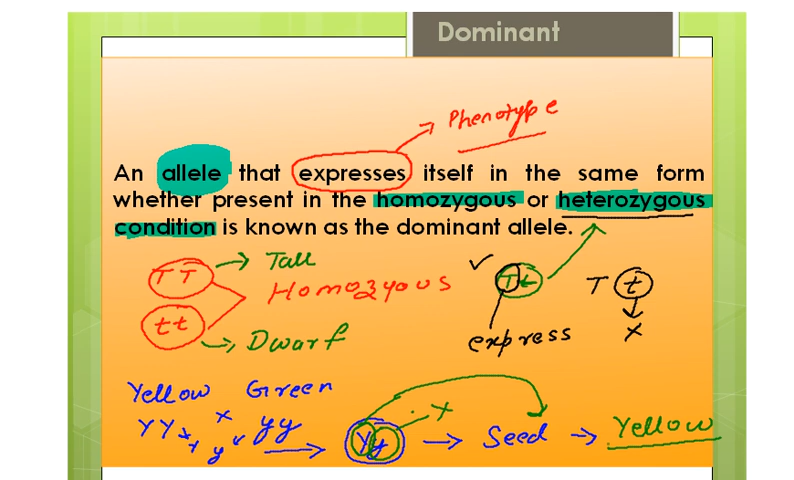 Dominant
Phenotype
An allele that expresses itself in the same form
whether present in the homozygous or heterozygous
condition is known as the dominant allele.
TT Tall
Homozyous
tt Dwarf
Tt
express
T t
x
Yellow Green
YY x yy
Y y
Yy x Seed Yellow